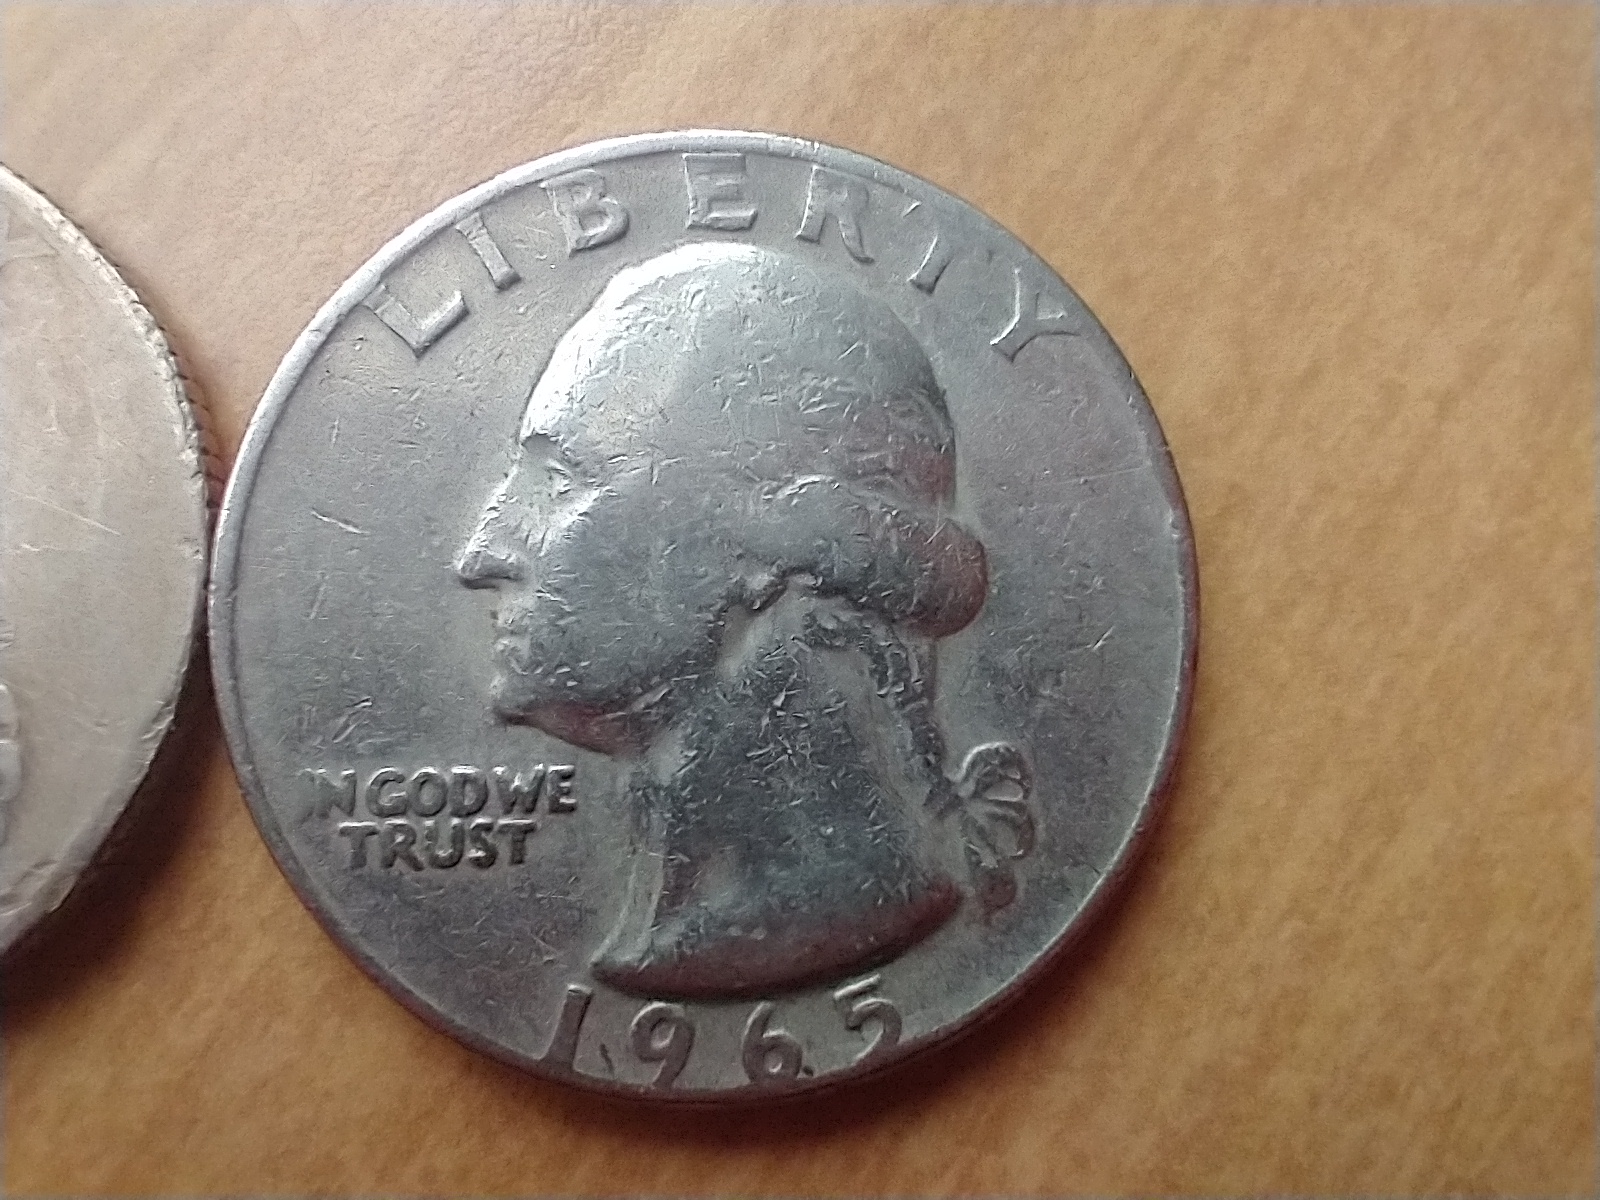 LIBERTY
IN GOD WE
TRUST
1965